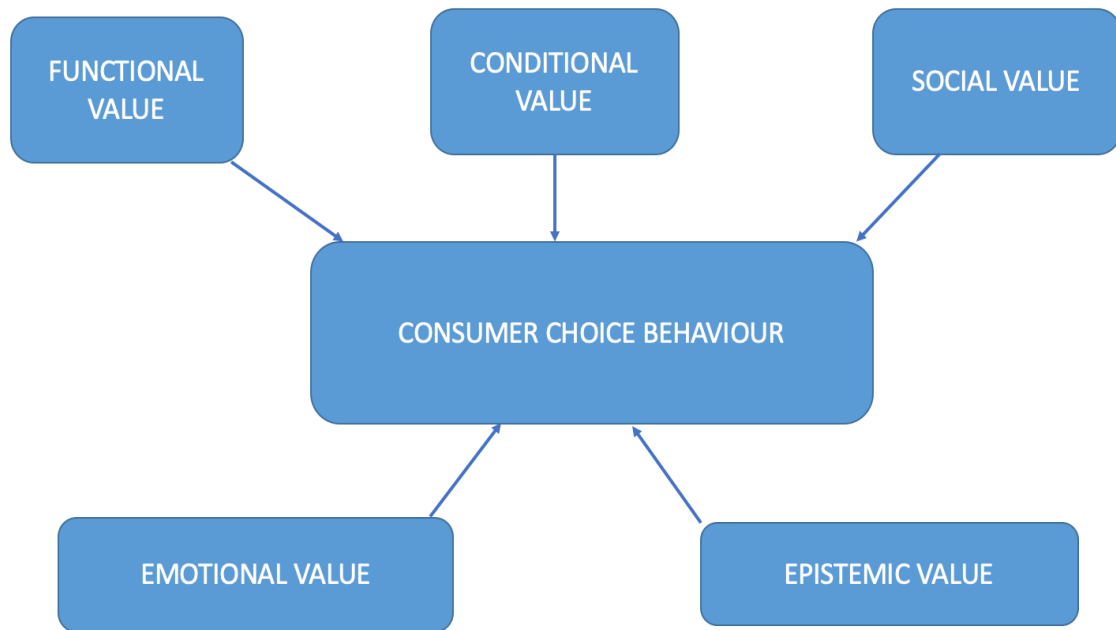 FUNCTIONAL
VALUE
CONDITIONAL
VALUE
SOCIAL VALUE
CONSUMER CHOICE BEHAVIOUR
EMOTIONAL VALUE
EPISTEMIC VALUE